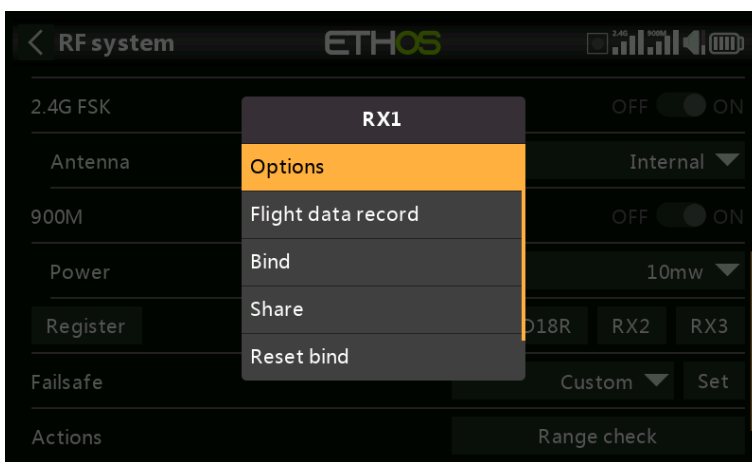 RF system
ETHOS
2.4G
900M
2.4G FSK
OFF
ON
RX1
Antenna
Internal
Options
900M
OFF
ON
Flight data record
Power
10mw
Bind
Share
Register
D18R
RX2
RX3
Reset bind
Failsafe
Custom
Set
Actions
Range check